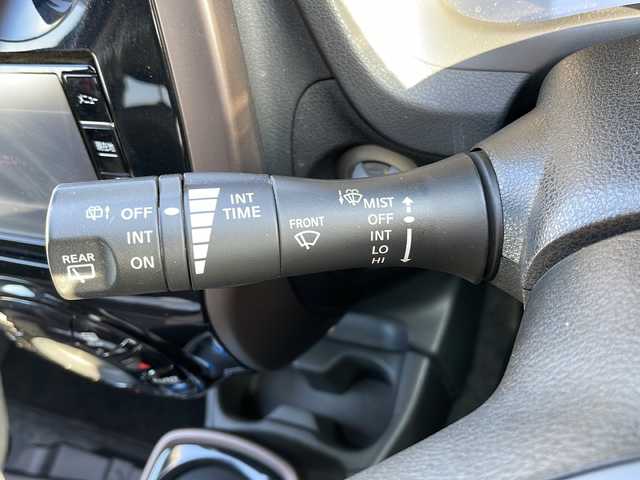 OFF
INT
ON
REAR
INT
TIME
FRONT
MIST
OFF
INT
LO
HI